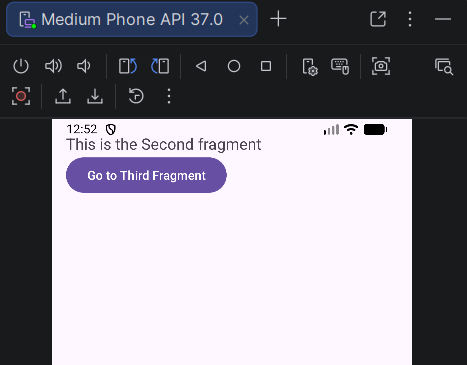 Medium Phone API 37.0
12:52
This is the Second fragment
Go to Third Fragment